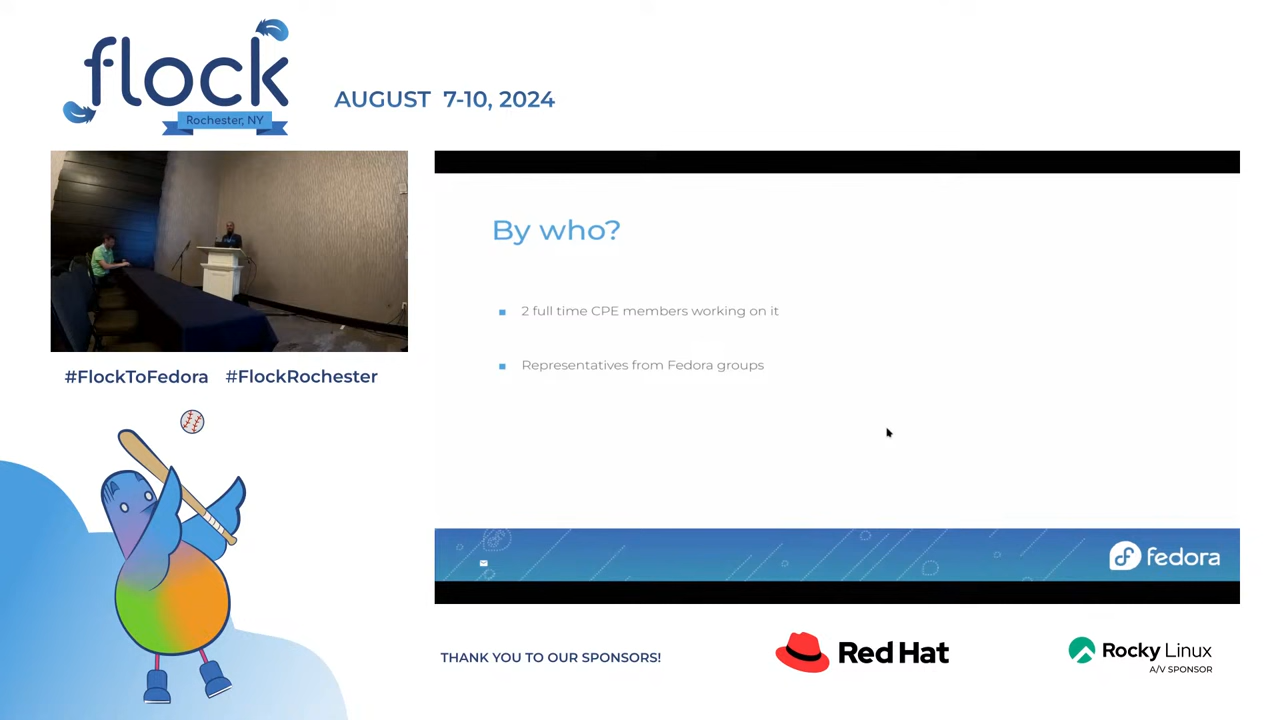 flock
Rochester, NY
AUGUST 7-10, 2024
By who?
2 full time CPE members working on it
Representatives from Fedora groups
fedora
#FlockToFedora #FlockRochester
THANK YOU TO OUR SPONSORS!
Red Hat
Rocky Linux
A/V SPONSOR